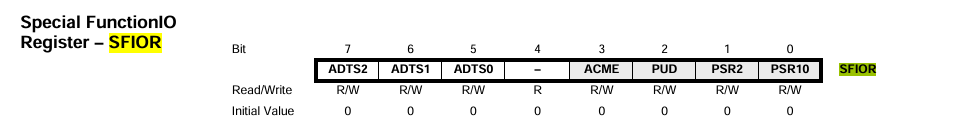 Special FunctionIO
Register – SFIOR
Bit 7 6 5 4 3 2 1 0
ADTS2 ADTS1 ADTS0 – ACME PUD PSR2 PSR10 SFIOR
Read/Write R/W R/W R/W R R/W R/W R/W R/W
Initial Value 0 0 0 0 0 0 0 0